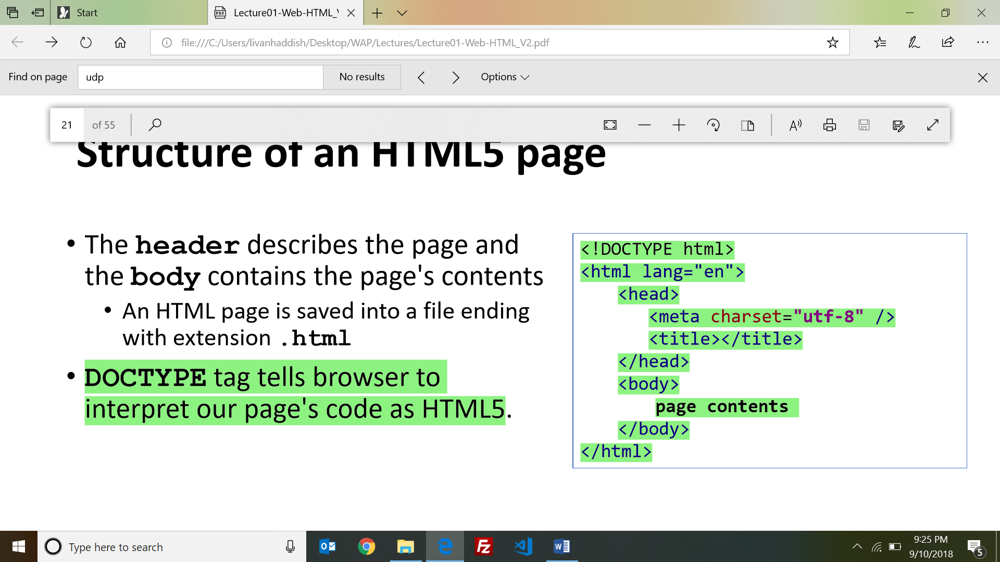 Start
Lecture01-Web-HTML_V
file:///C:/Users/livanhaddish/Desktop/WAP/Lectures/Lecture01-Web-HTML_V2.pdf
Find on page
udp
No results
Options
21
of 55
Structure of an HTML5 page
• The header describes the page and
the body contains the page's contents
• An HTML page is saved into a file ending
with extension .html
• DOCTYPE tag tells browser to
interpret our page's code as HTML5.
<!DOCTYPE html>
<html lang="en">
<head>
<meta charset="utf-8" />
<title></title>
</head>
<body>
page contents
</body>
</html>
Type here to search
9:25 PM
9/10/2018
5